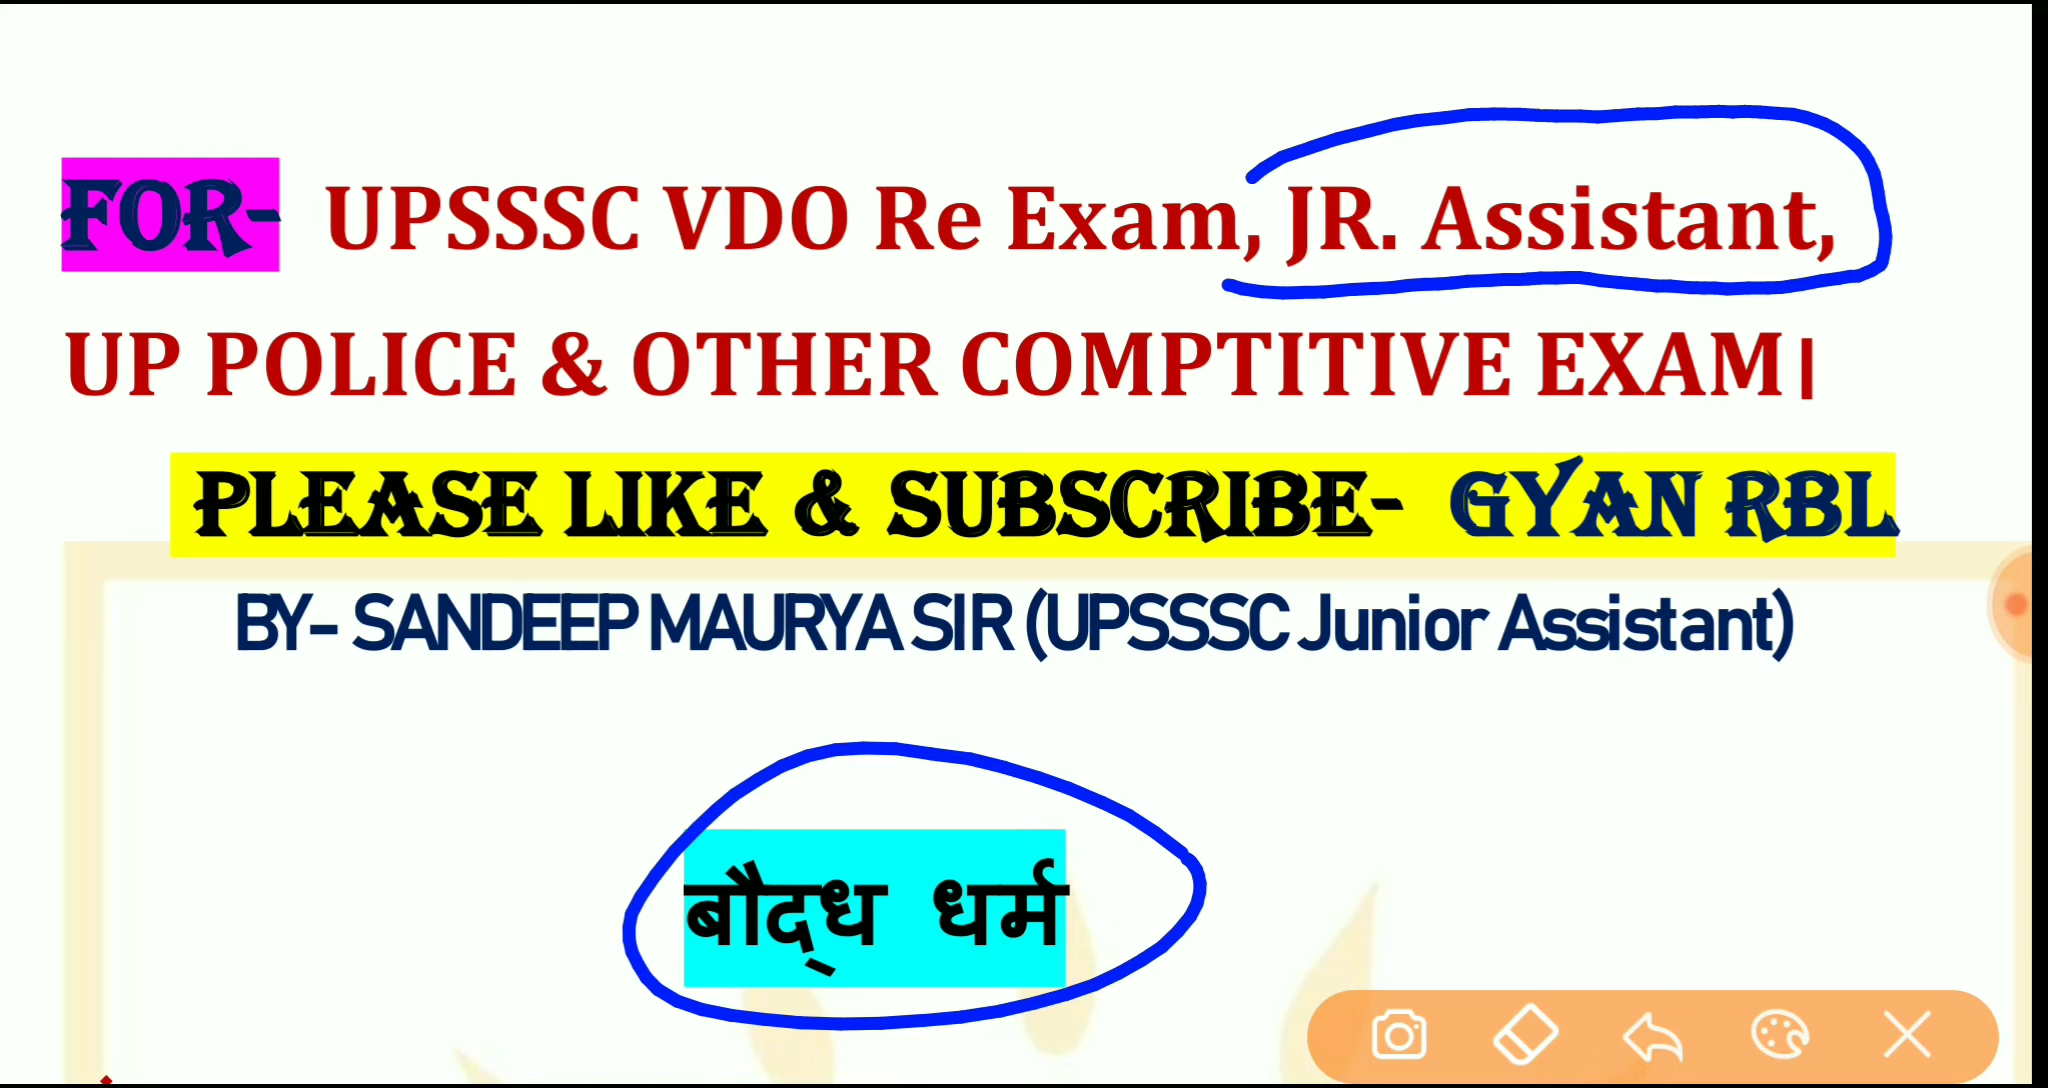 FOR- UPSSSC VDO Re Exam, JR. Assistant,
UP POLICE & OTHER COMPTITIVE EXAM।
PLEASE LIKE & SUBSCRIBE- GYAN RBL
BY- SANDEEP MAURYA SIR (UPSSSC Junior Assistant)
बौद्ध धर्म